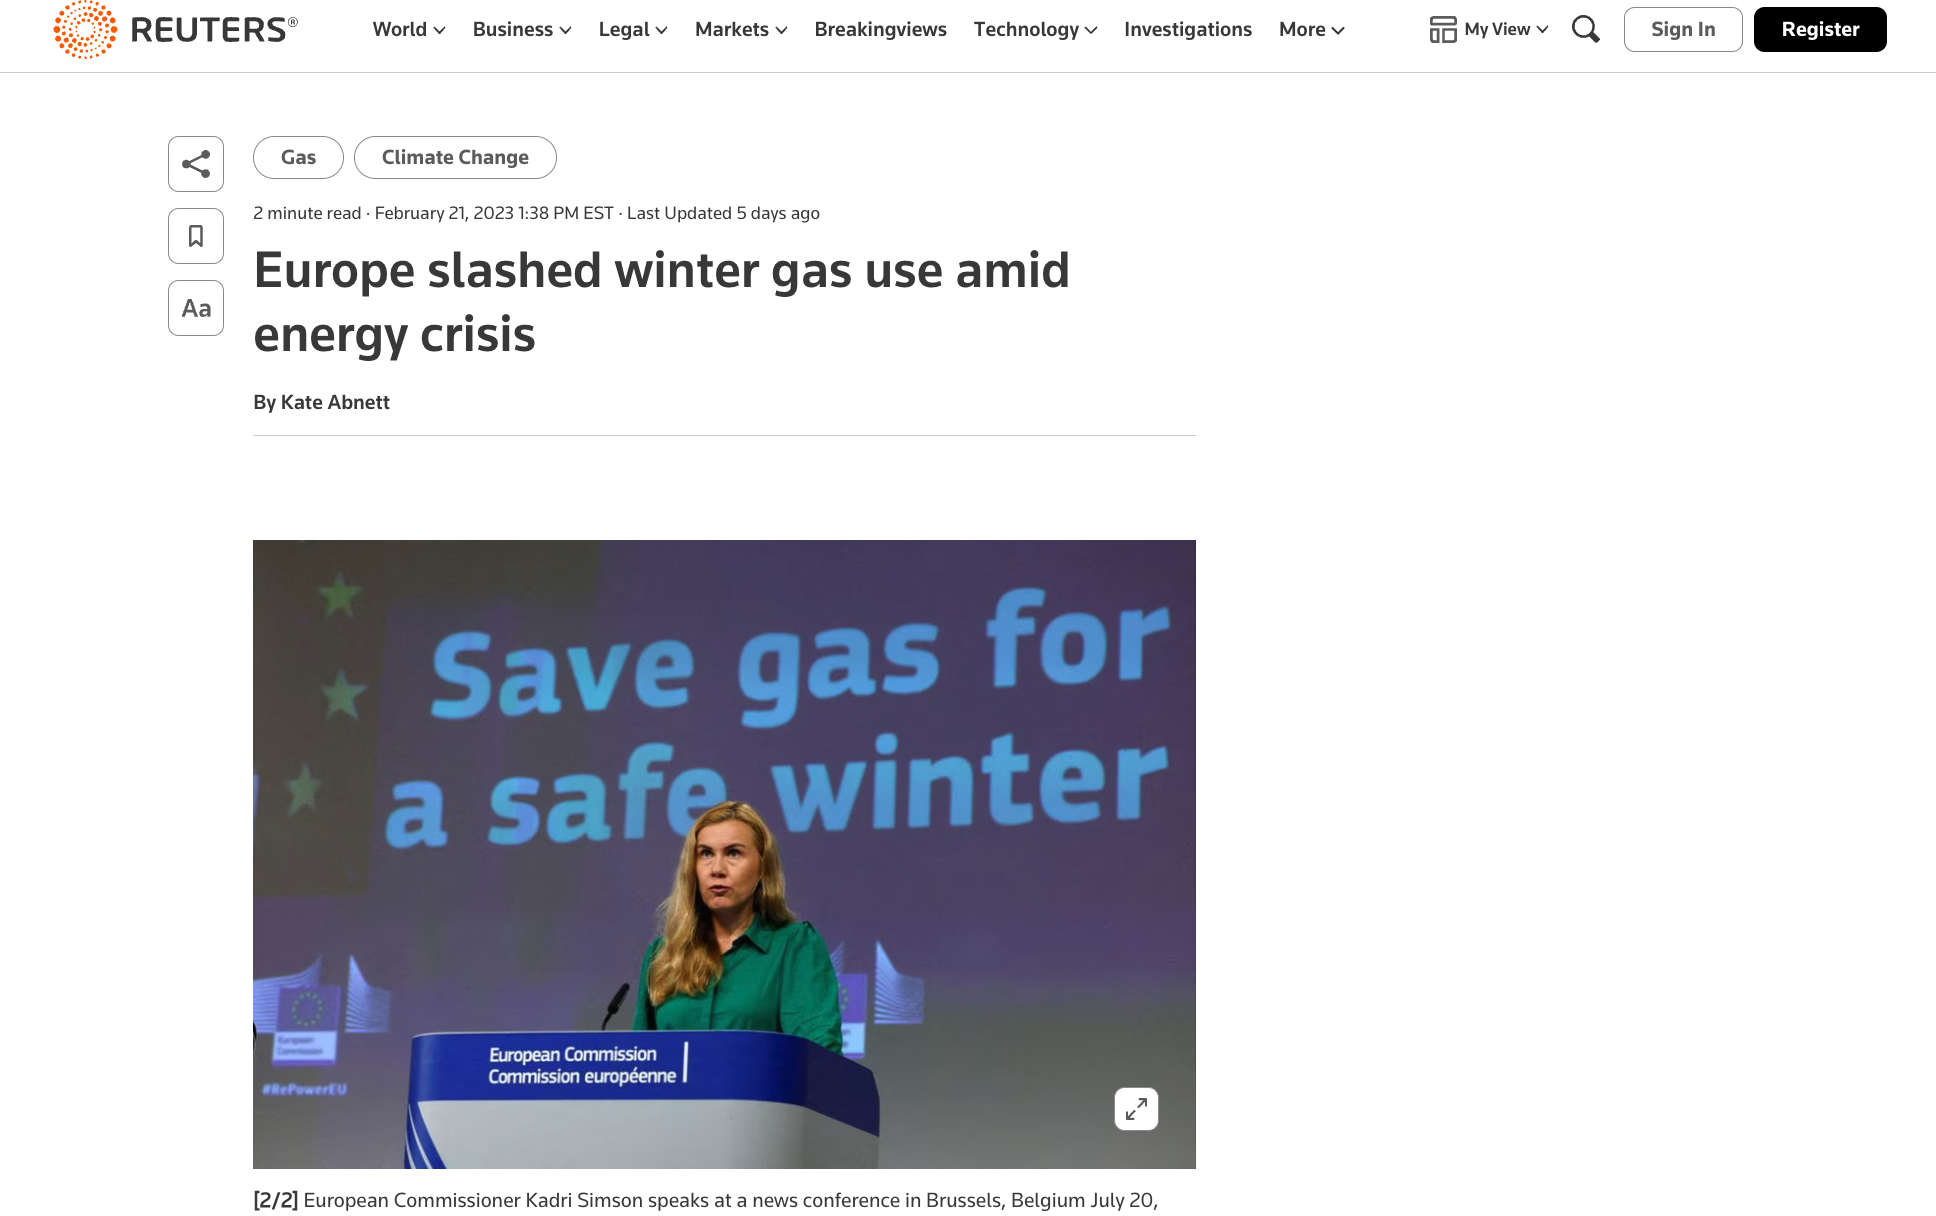 REUTERS®
World
Business
Legal
Markets
Breakingviews
Technology
Investigations
More
My View
Sign In
Register
Gas
Climate Change
2 minute read · February 21, 2023 1:38 PM EST · Last Updated 5 days ago
Europe slashed winter gas use amid
energy crisis
Aa
By Kate Abnett
Save gas for
a safe winter
European
Commission
#RePowerEU
European Commission
Commission européenne
[2/2] European Commissioner Kadri Simson speaks at a news conference in Brussels, Belgium July 20,